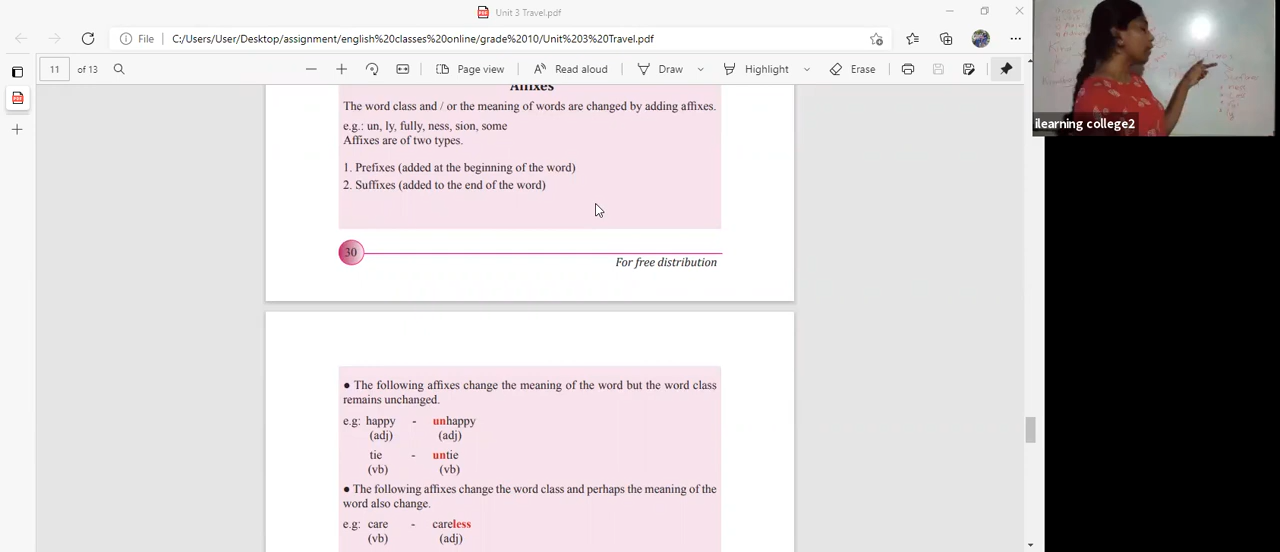 Unit 3 Travel.pdf
File
C:/Users/User/Desktop/assignment/english%20classes%20online/grade%2010/Unit%203%20Travel.pdf
11 of 13
Page view
Read aloud
Draw
Highlight
Erase
ilearning college2
Affixes
The word class and / or the meaning of words are changed by adding affixes.
e.g.: un, ly, fully, ness, sion, some
Affixes are of two types.
1. Prefixes (added at the beginning of the word)
2. Suffixes (added to the end of the word)
30
For free distribution
● The following affixes change the meaning of the word but the word class
remains unchanged.
e.g: happy - unhappy
(adj) (adj)
tie - untie
(vb) (vb)
● The following affixes change the word class and perhaps the meaning of the
word also change.
e.g: care - careless
(vb) (adj)